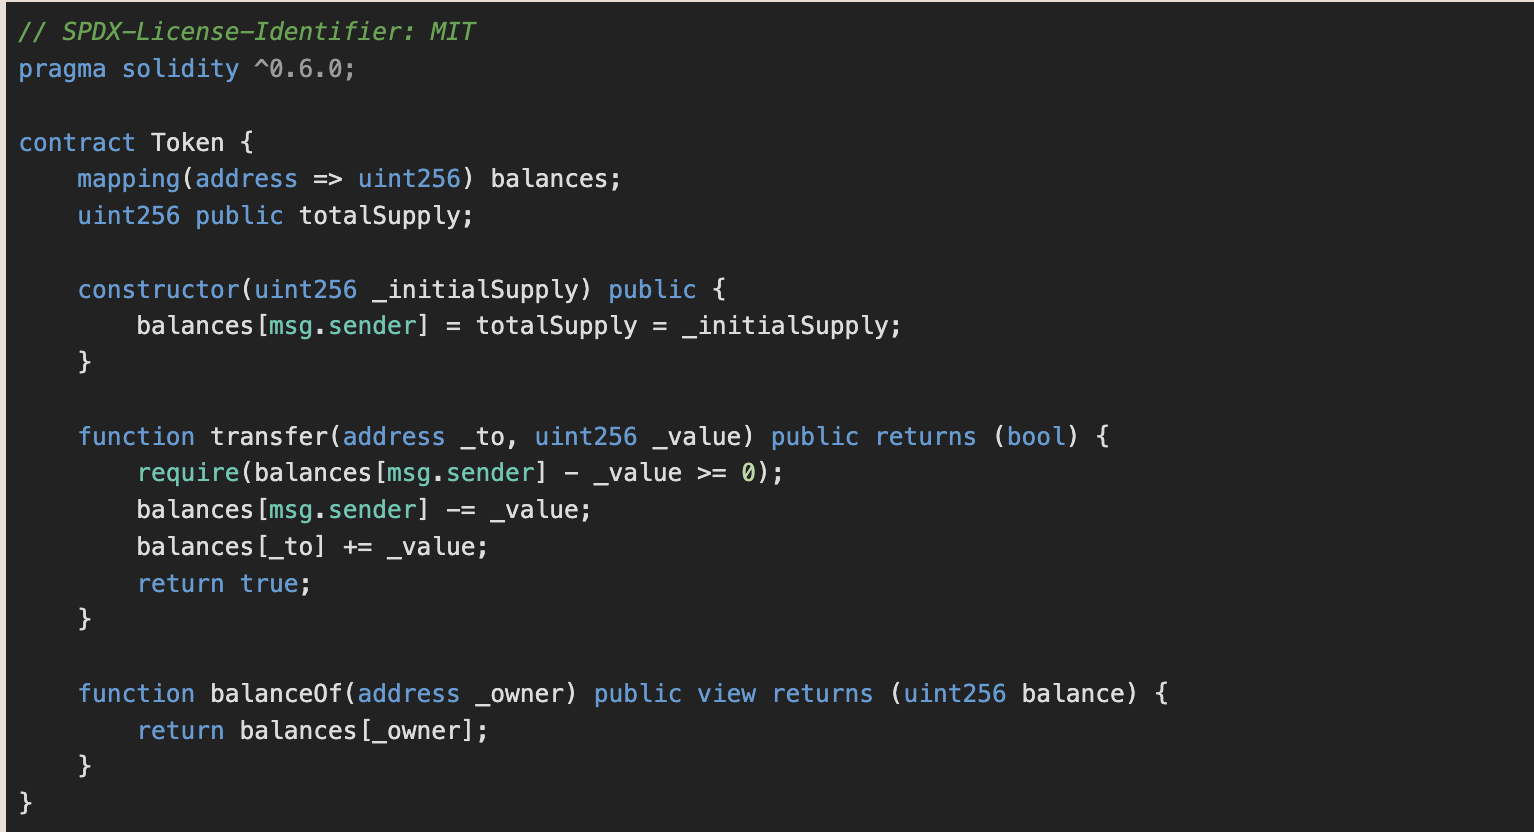 // SPDX-License-Identifier: MIT
pragma solidity ^0.6.0;

contract Token {
    mapping(address => uint256) balances;
    uint256 public totalSupply;

    constructor(uint256 _initialSupply) public {
        balances[msg.sender] = totalSupply = _initialSupply;
    }

    function transfer(address _to, uint256 _value) public returns (bool) {
        require(balances[msg.sender] - _value >= 0);
        balances[msg.sender] -= _value;
        balances[_to] += _value;
        return true;
    }

    function balanceOf(address _owner) public view returns (uint256 balance) {
        return balances[_owner];
    }
}